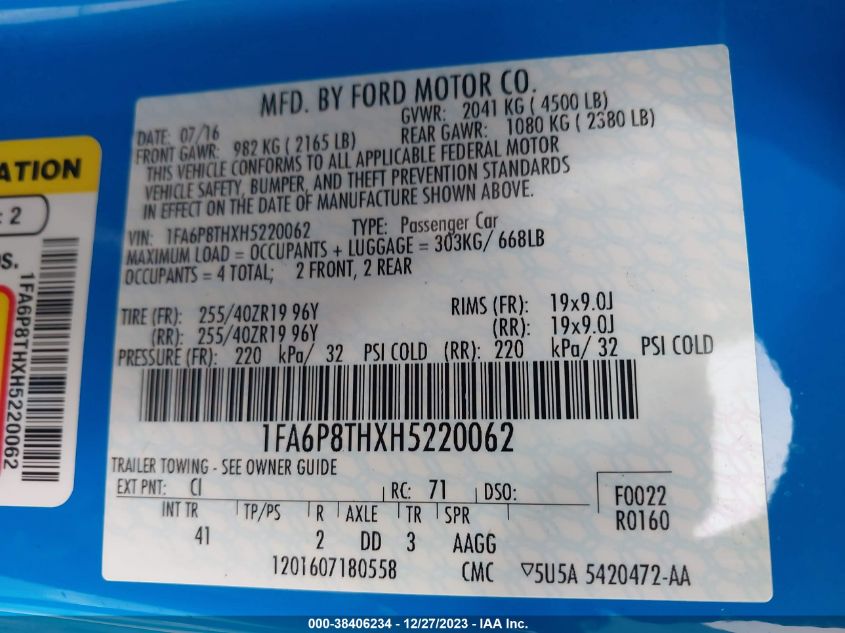 MFD. BY FORD MOTOR CO.
DATE: 07/16 GVWR: 2041 KG ( 4500 LB)
FRONT GAWR: 982 KG ( 2165 LB) REAR GAWR: 1080 KG ( 2380 LB)
THIS VEHICLE CONFORMS TO ALL APPLICABLE FEDERAL MOTOR
VEHICLE SAFETY, BUMPER, AND THEFT PREVENTION STANDARDS
IN EFFECT ON THE DATE OF MANUFACTURE SHOWN ABOVE.
VIN: 1FA6P8THXH5220062 TYPE: Passenger Car
MAXIMUM LOAD = OCCUPANTS + LUGGAGE = 303KG/ 668LB
OCCUPANTS = 4 TOTAL; 2 FRONT, 2 REAR
TIRE (FR): 255/40ZR19 96Y RIMS (FR): 19x9.0J
(RR): 255/40ZR19 96Y (RR): 19x9.0J
PRESSURE (FR): 220 kPa/ 32 PSI COLD (RR): 220 kPa/ 32 PSI COLD
1FA6P8THXH5220062
TRAILER TOWING - SEE OWNER GUIDE
EXT PNT: CI RC: 71 DSO: F0022
INT TR TP/PS R AXLE TR SPR R0160
41 2 DD 3 AAGG
1201607180558 CMC ▽5U5A 5420472-AA
ATION
: 2
OS.
1FA6P8THXH5220062
000-38406234 - 12/27/2023 - IAA Inc.